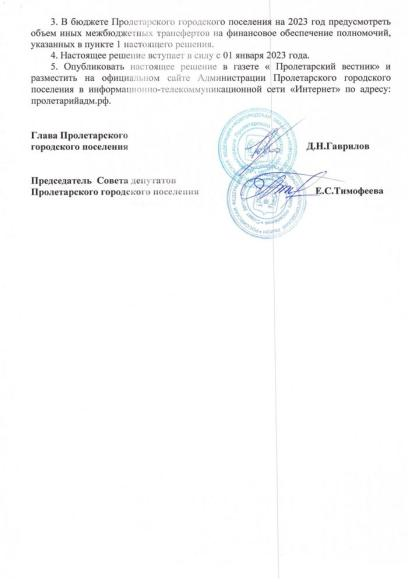 3. В бюджете Пролетарского городского поселения на 2023 год предусмотреть
объем иных межбюджетных трансфертов на финансовое обеспечение полномочий,
указанных в пункте 1 настоящего решения.
4. Настоящее решение вступает в силу с 01 января 2023 года.
5. Опубликовать настоящее решение в газете « Пролетарский вестник» и
разместить на официальном сайте Администрации Пролетарского городского
поселения в информационно-телекоммуникационной сети «Интернет» по адресу:
пролетарийадм.рф.
Глава Пролетарского
городского поселения Д.Н.Гаврилов
Председатель Совета депутатов
Пролетарского городского поселения Е.С.Тимофеева